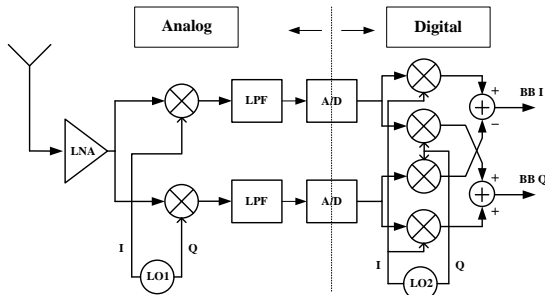 Analog
Digital
LNA
LPF
A/D
LPF
A/D
I
Q
LO1
I
Q
LO2
+
−
+
+
+
+
BB I
BB Q